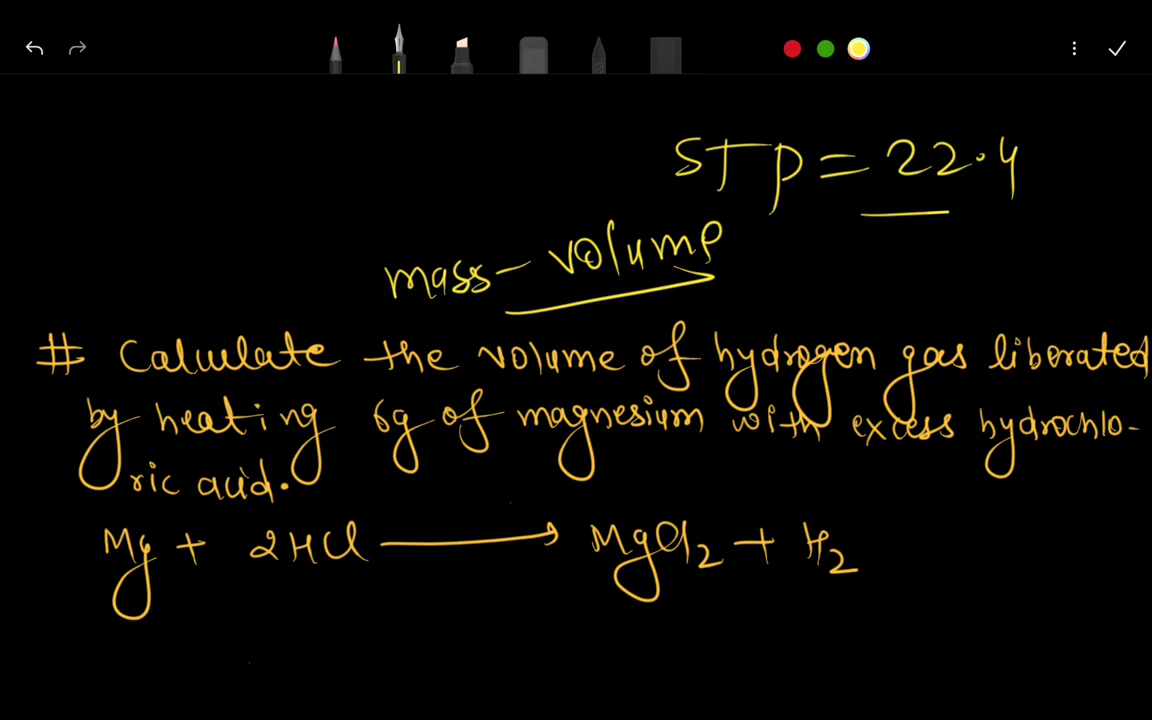 STP = 22.4
mass - volume
# Calculate the volume of hydrogen gas liberated
by heating 6g of magnesium with excess hydrochlo-
ric acid.
Mg + 2HCl → MgCl2 + H2